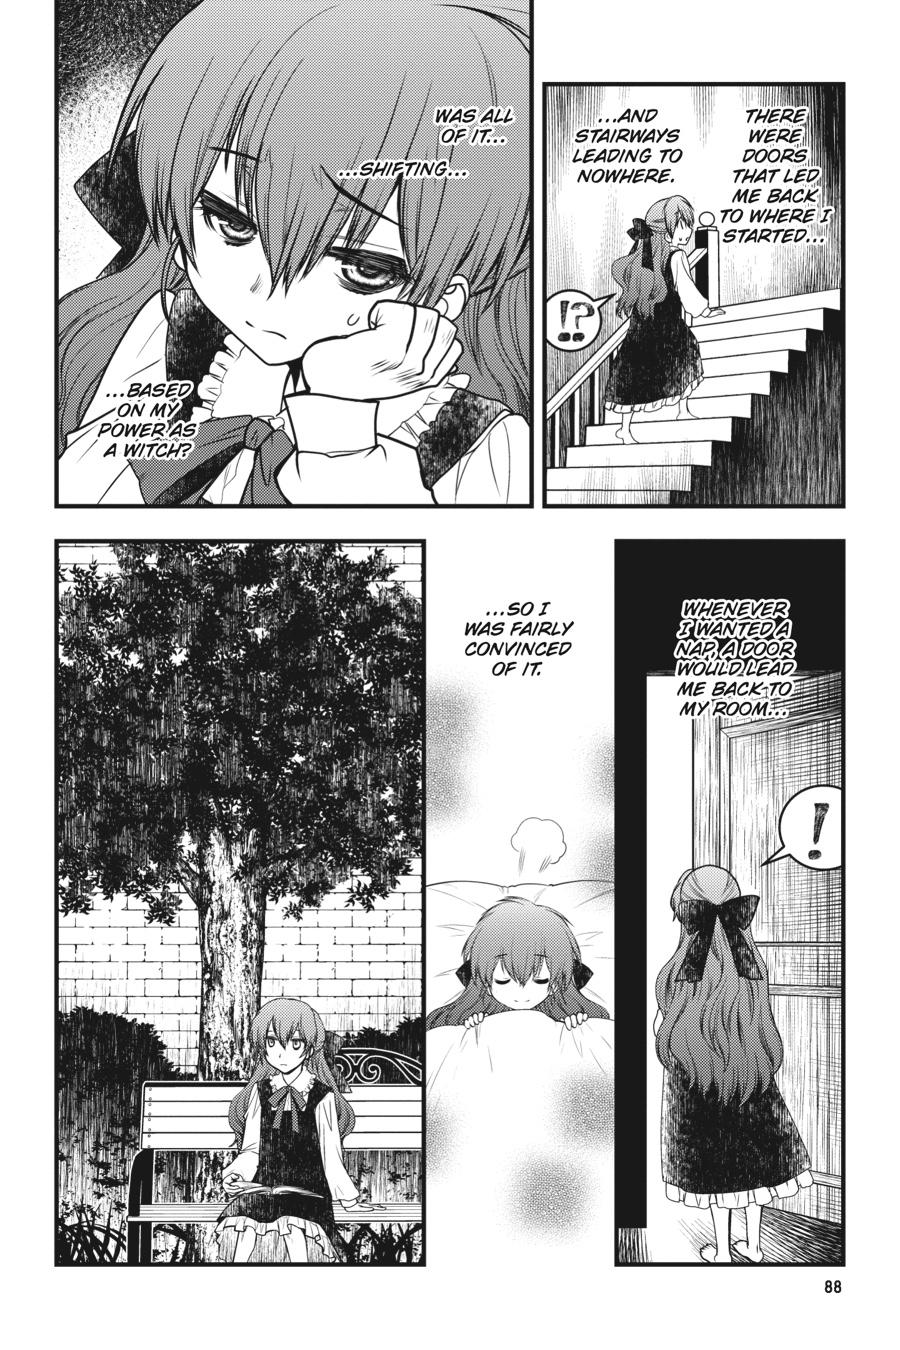 THERE
WERE
DOORS
THAT LED
ME BACK
TO WHERE I
STARTED...
...AND
STAIRWAYS
LEADING TO
NOWHERE.
!?
WAS ALL
OF IT...
...SHIFTING...
...BASED
ON MY
POWER AS
A WITCH?
WHENEVER
I WANTED A
NAP, A DOOR
WOULD LEAD
ME BACK TO
MY ROOM...
!
...SO I
WAS FAIRLY
CONVINCED
OF IT.
88